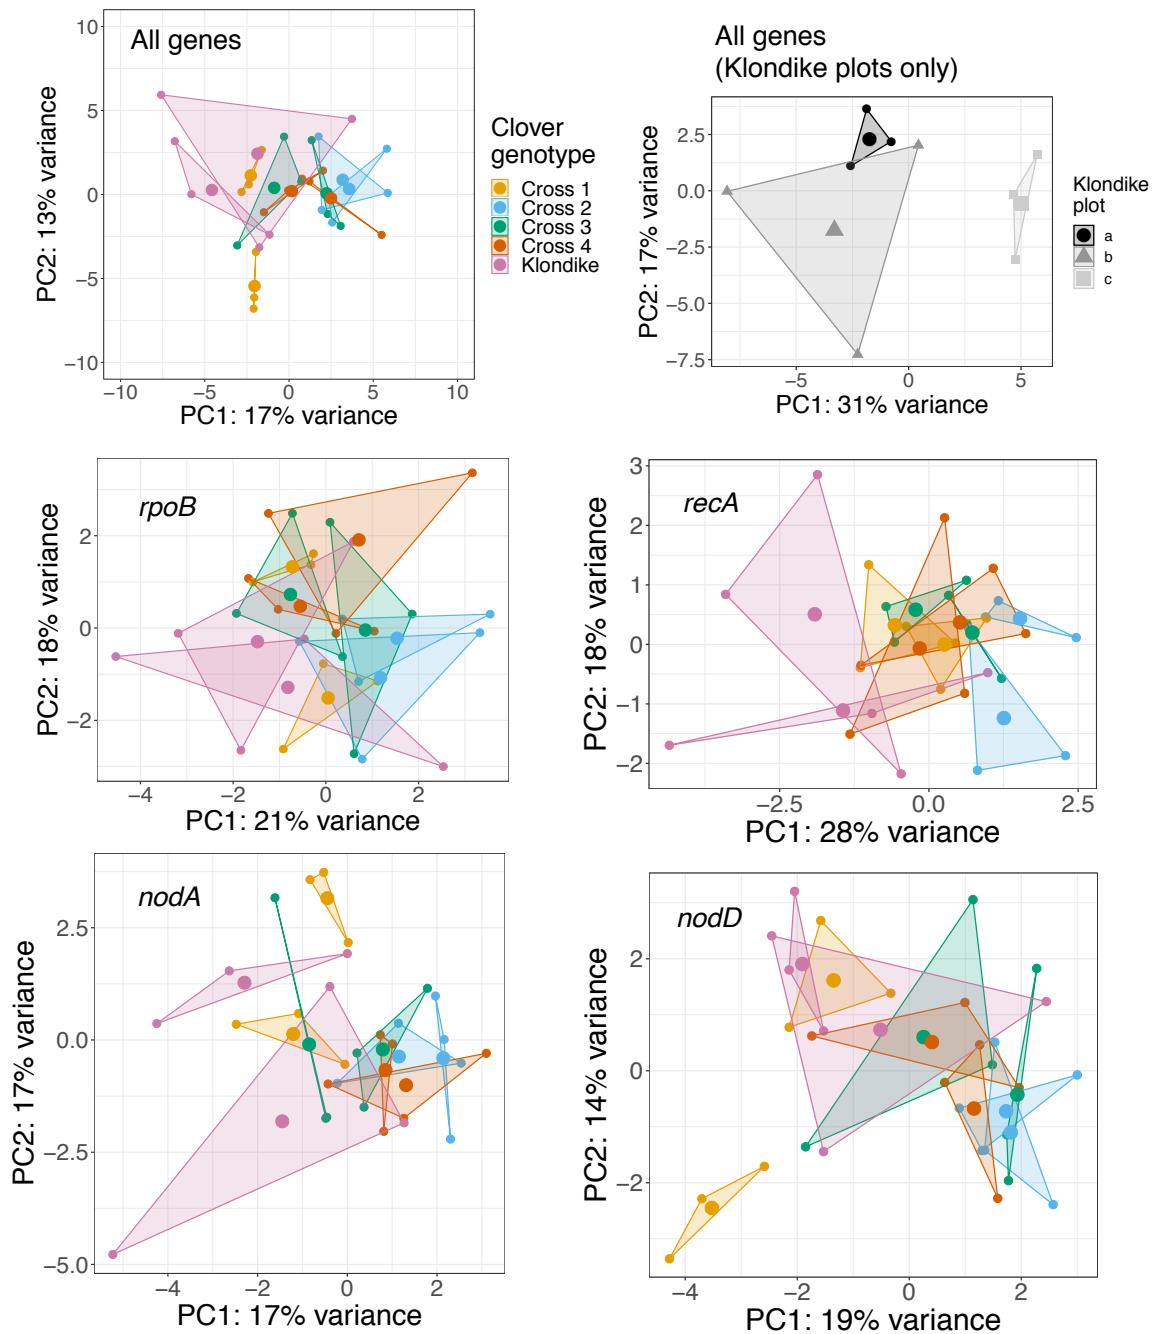 All genes
10
5
0
−5
−10
PC2: 13% variance
−10
−5
0
5
10
PC1: 17% variance
Clover
genotype
Cross 1
Cross 2
Cross 3
Cross 4
Klondike
All genes
(Klondike plots only)
2.5
0.0
−2.5
−5.0
−7.5
PC2: 17% variance
−5
0
5
PC1: 31% variance
Klondike
plot
a
b
c
rpoB
2
0
−2
PC2: 18% variance
−4
−2
0
2
PC1: 21% variance
recA
3
2
1
0
−1
−2
PC2: 18% variance
−2.5
0.0
2.5
PC1: 28% variance
nodA
2.5
0.0
−2.5
−5.0
PC2: 17% variance
−4
−2
0
2
PC1: 17% variance
nodD
2
0
−2
PC2: 14% variance
−4
−2
0
2
PC1: 19% variance